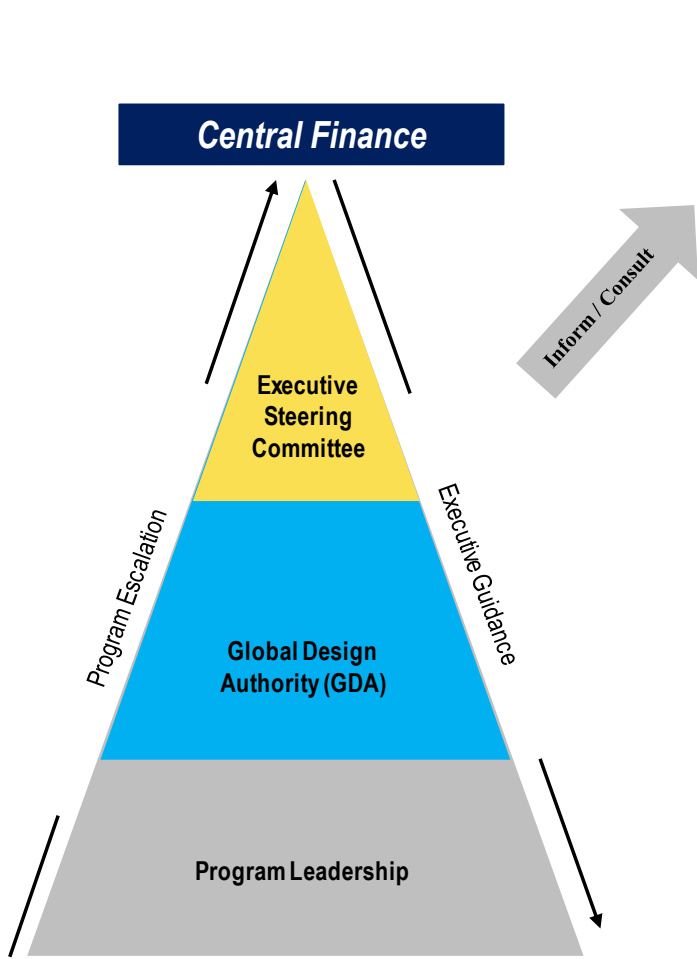 Central Finance
Inform / Consult
Executive
Steering
Committee
Program Escalation
Executive Guidance
Global Design
Authority (GDA)
Program Leadership